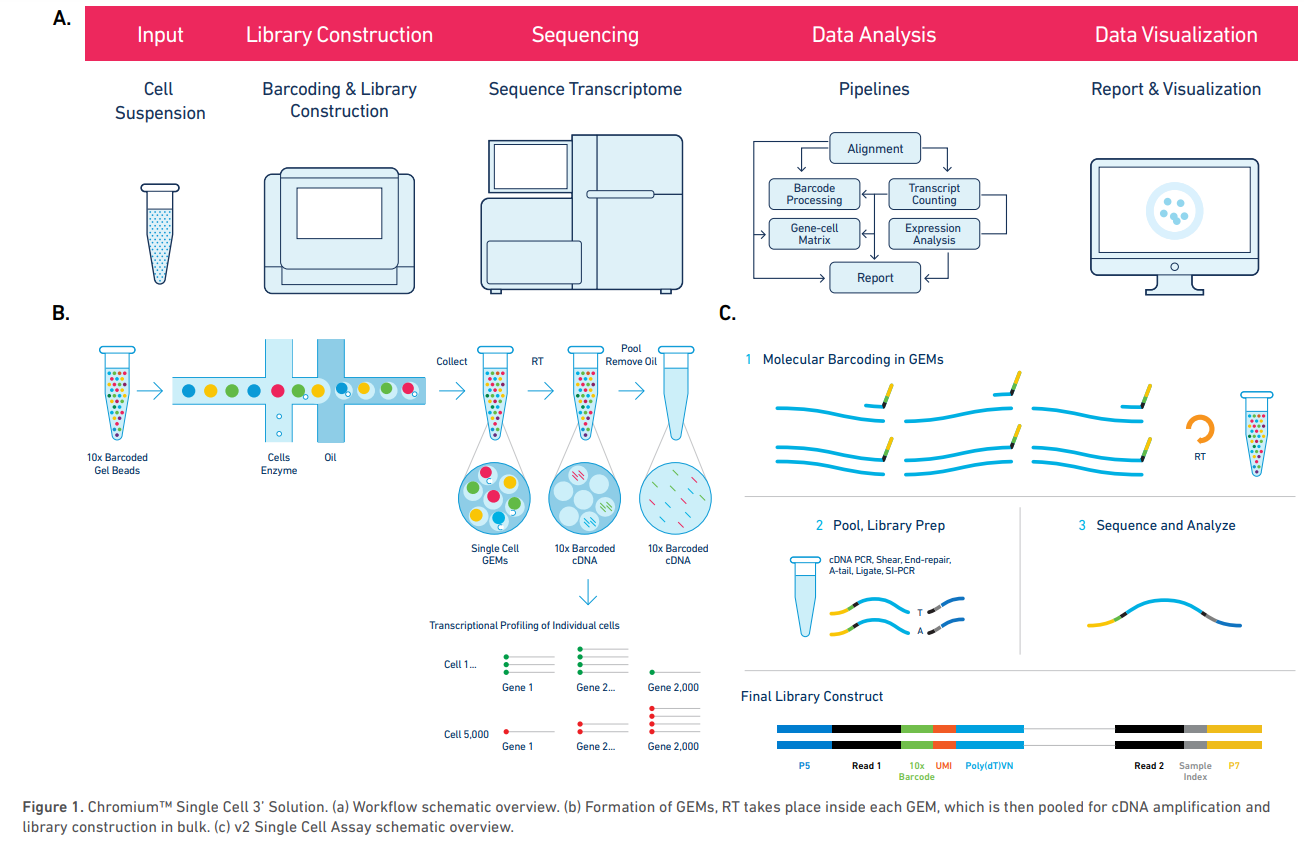 A.
Input
Library Construction
Sequencing
Data Analysis
Data Visualization
Cell
Suspension
Barcoding & Library
Construction
Sequence Transcriptome
Pipelines
Report & Visualization
Alignment
Barcode
Processing
Transcript
Counting
Gene-cell
Matrix
Expression
Analysis
Report
B.
10x Barcoded
Gel Beads
Cells
Enzyme
Oil
Collect
RT
Pool
Remove Oil
Single Cell
GEMs
10x Barcoded
cDNA
10x Barcoded
cDNA
Transcriptional Profiling of Individual cells
Cell 1...
Gene 1
Gene 2...
Gene 2,000
Cell 5,000
Gene 1
Gene 2...
Gene 2,000
C.
1 Molecular Barcoding in GEMs
RT
2 Pool, Library Prep
cDNA PCR, Shear, End-repair,
A-tail, Ligate, SI-PCR
T
A
3 Sequence and Analyze
Final Library Construct
P5
Read 1
10x
Barcode
UMI
Poly(dT)VN
Read 2
Sample
Index
P7
Figure 1. Chromium™ Single Cell 3’ Solution. (a) Workflow schematic overview. (b) Formation of GEMs, RT takes place inside each GEM, which is then pooled for cDNA amplification and
library construction in bulk. (c) v2 Single Cell Assay schematic overview.